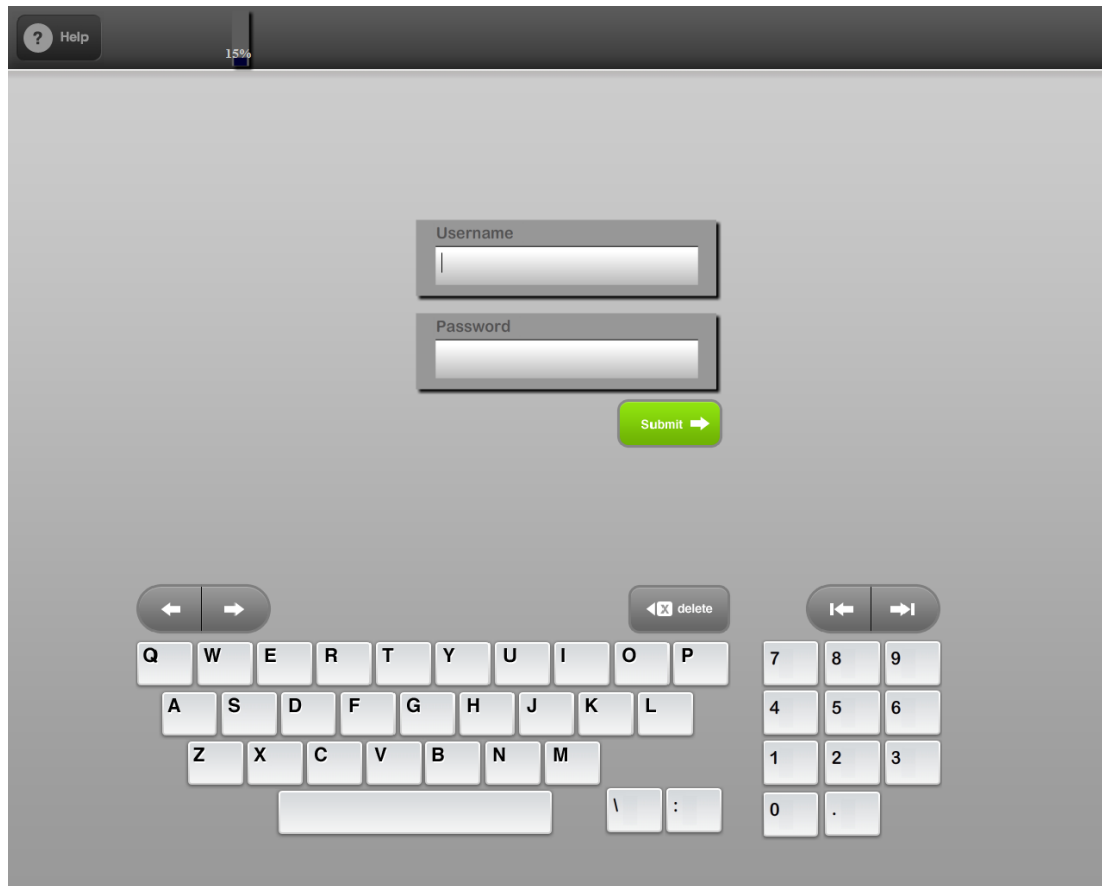 ? Help
15%
Username
Password
Submit
X delete
Q W E R T Y U I O P
7 8 9
A S D F G H J K L
4 5 6
Z X C V B N M
1 2 3
\ :
0 .